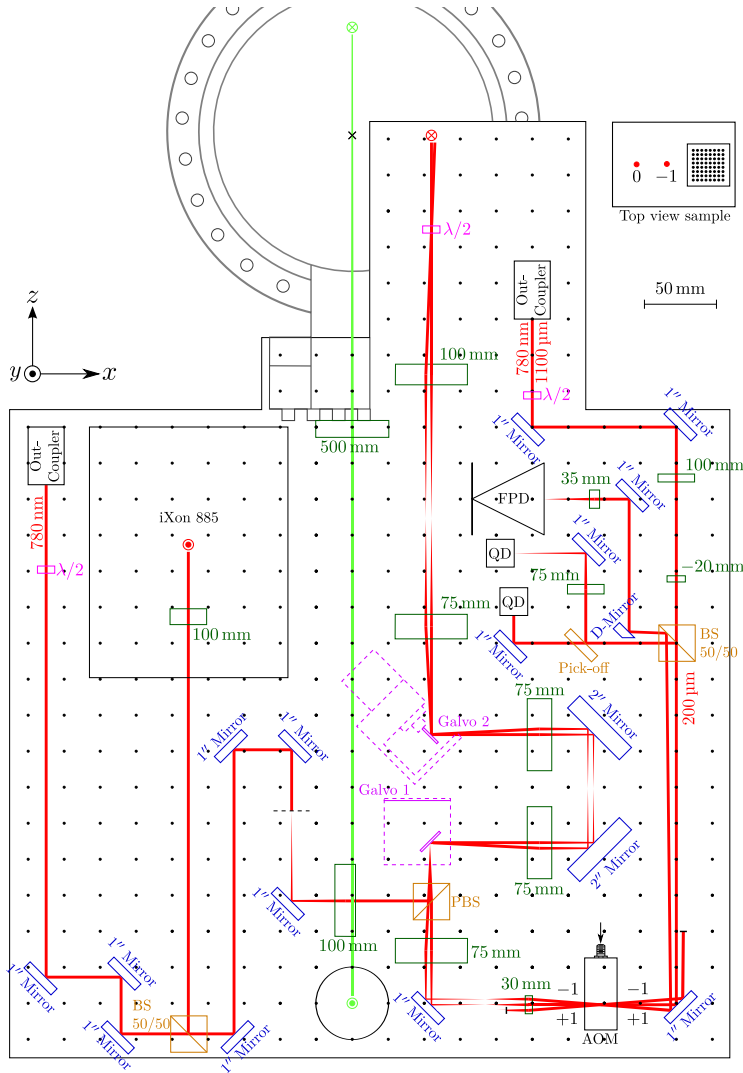 0 −1
Top view sample
λ/2
Out-
Coupler
50 mm
z
y
x
780 nm
1100 µm
100 mm
λ/2
1″ Mirror
1″ Mirror
Out-
Coupler
500 mm
1″ Mirror
35 mm
100 mm
FPD
iXon 885
780 nm
QD
λ/2
75 mm
−20 mm
QD
75 mm
D-Mirror
100 mm
1″ Mirror
BS
50/50
Pick-off
75 mm
2″ Mirror
200 µm
1″ Mirror
1″ Mirror
Galvo 2
Galvo 1
75 mm
2″ Mirror
1″ Mirror
PBS
100 mm
75 mm
1″ Mirror
1″ Mirror
30 mm
−1 −1
BS
50/50
1″ Mirror
1″ Mirror
1″ Mirror
+1 +1
1″ Mirror
AOM